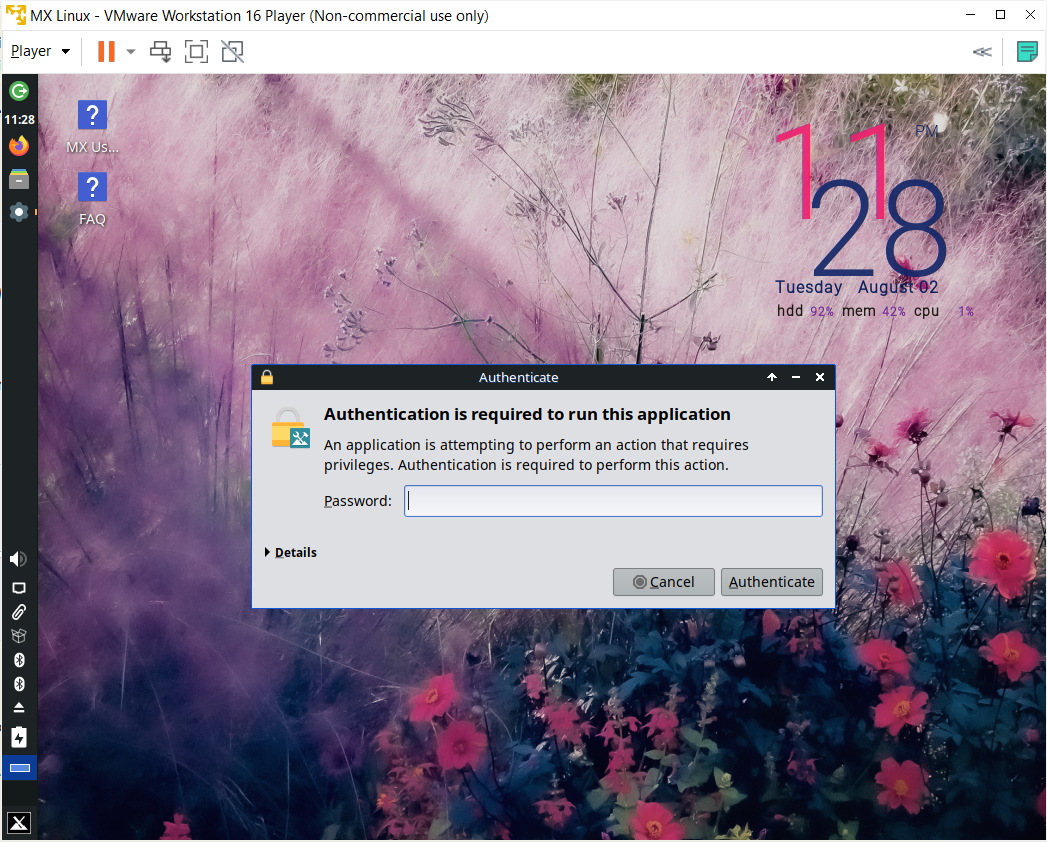 MX Linux - VMware Workstation 16 Player (Non-commercial use only)
Player
11:28
MX Us...
FAQ
11
PM
28
Tuesday August 02
hdd 92% mem 42% cpu 1%
Authenticate
Authentication is required to run this application
An application is attempting to perform an action that requires
privileges. Authentication is required to perform this action.
Password:
Details
Cancel
Authenticate